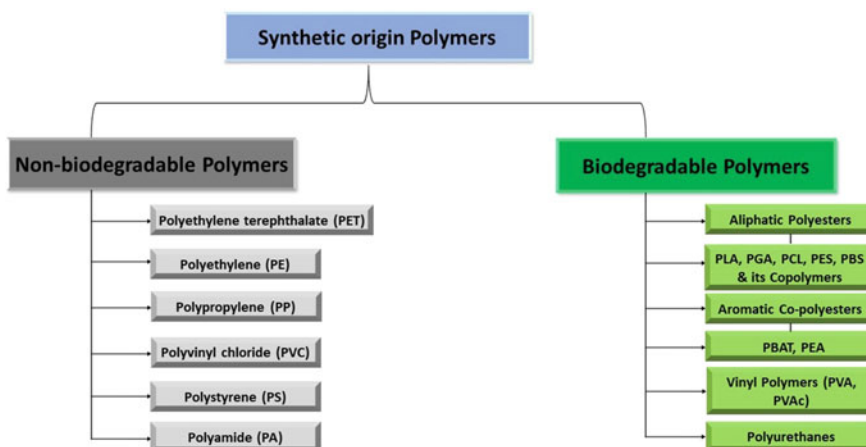 Synthetic origin Polymers
Non-biodegradable Polymers
Polyethylene terephthalate (PET)
Polyethylene (PE)
Polypropylene (PP)
Polyvinyl chloride (PVC)
Polystyrene (PS)
Polyamide (PA)
Biodegradable Polymers
Aliphatic Polyesters
PLA, PGA, PCL, PES, PBS
& its Copolymers
Aromatic Co-polyesters
PBAT, PEA
Vinyl Polymers (PVA,
PVAc)
Polyurethanes